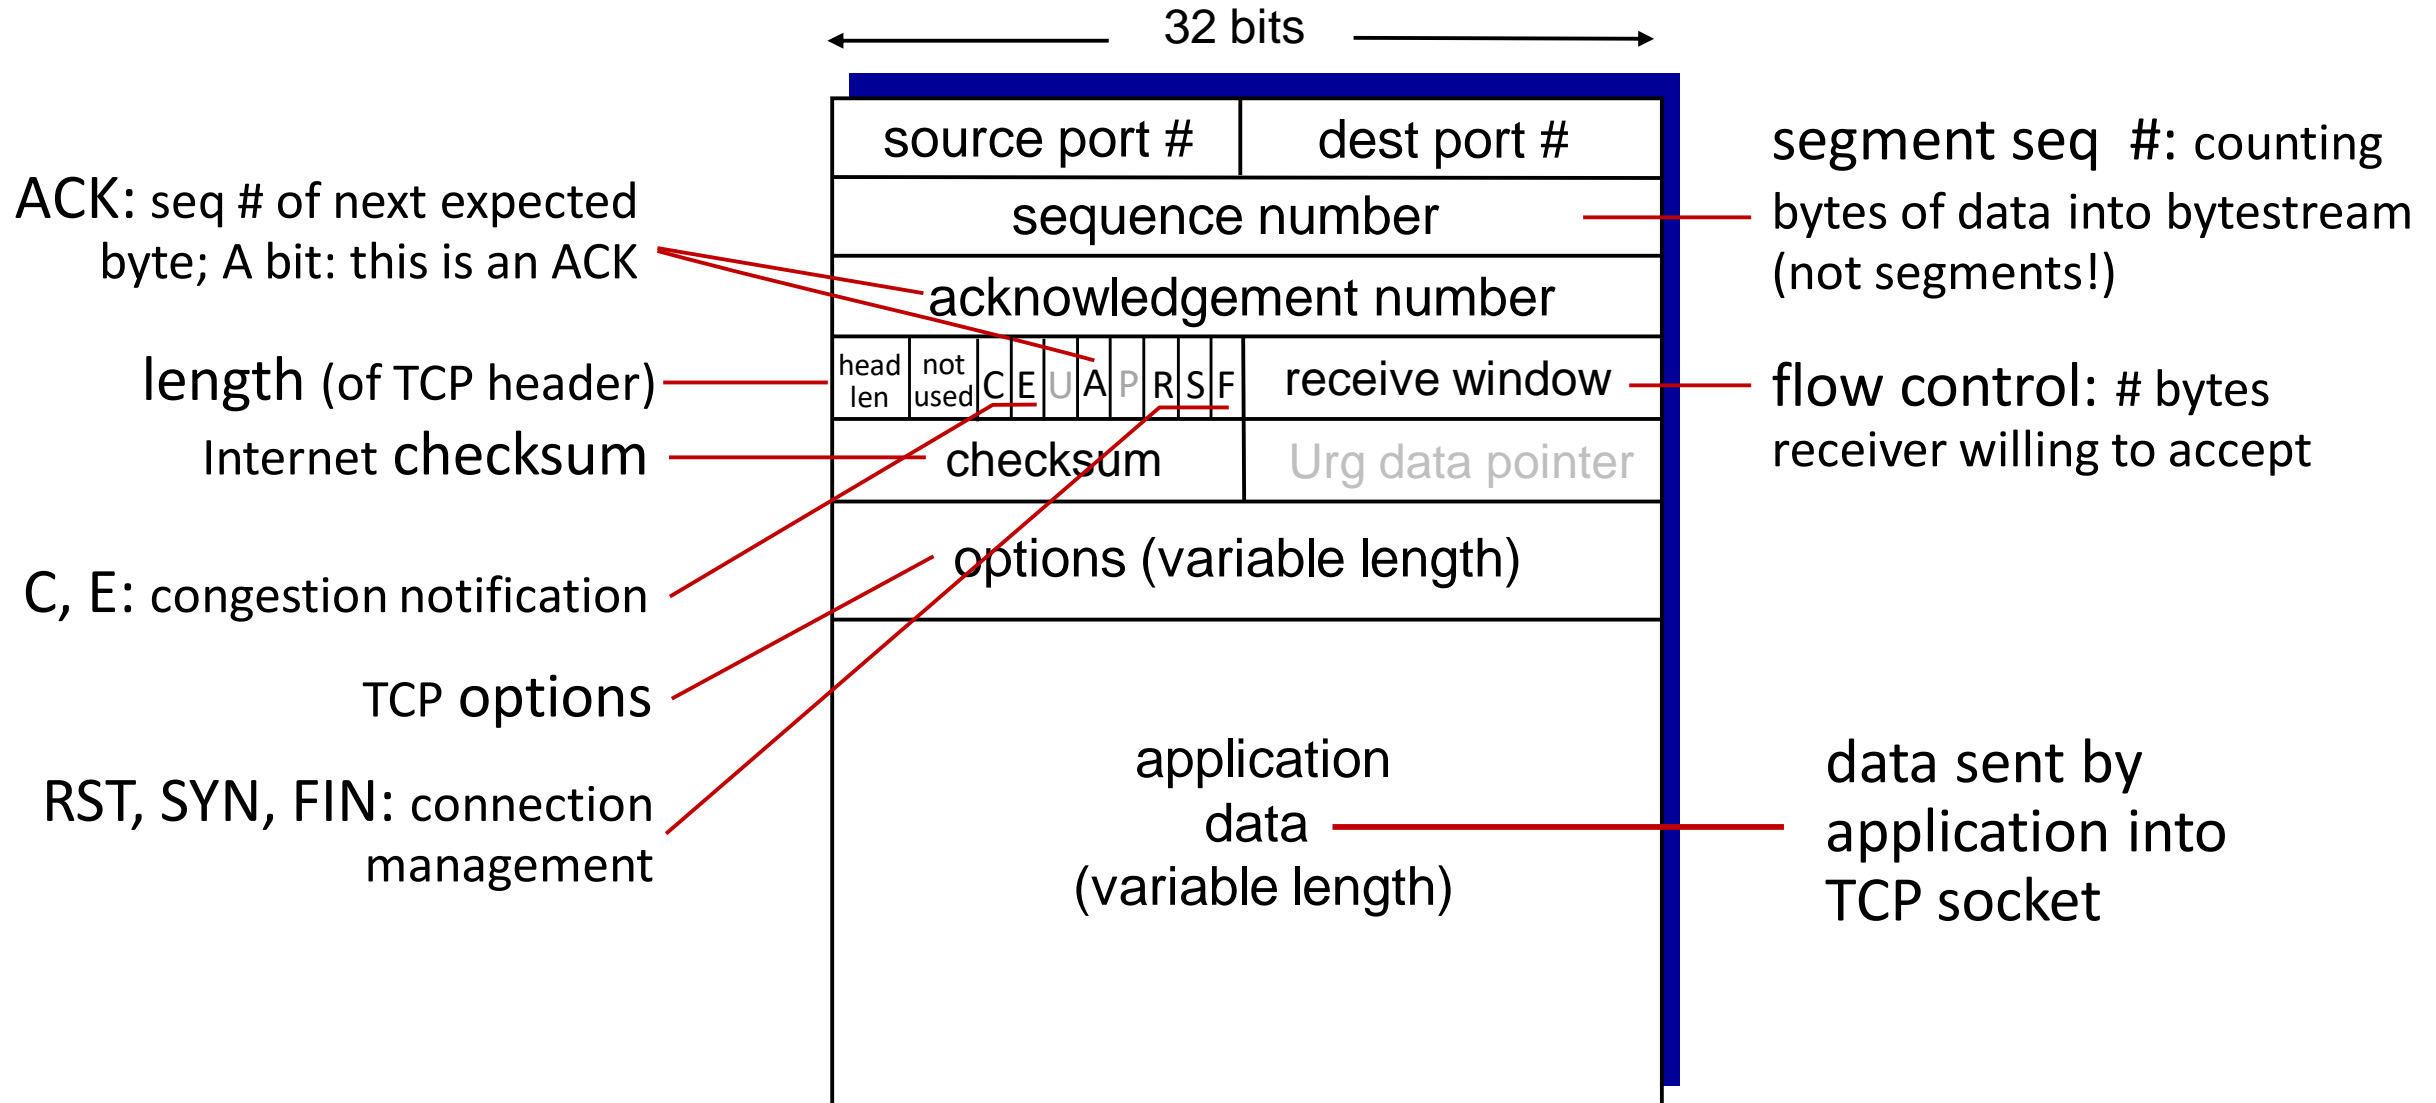 32 bits
source port #
dest port #
sequence number
acknowledgement number
head
len
not
used
C
E
U
A
P
R
S
F
receive window
checksum
Urg data pointer
options (variable length)
application
data
(variable length)
ACK: seq # of next expected
byte; A bit: this is an ACK
length (of TCP header)
Internet checksum
C, E: congestion notification
TCP options
RST, SYN, FIN: connection
management
segment seq #: counting
bytes of data into bytestream
(not segments!)
flow control: # bytes
receiver willing to accept
data sent by
application into
TCP socket